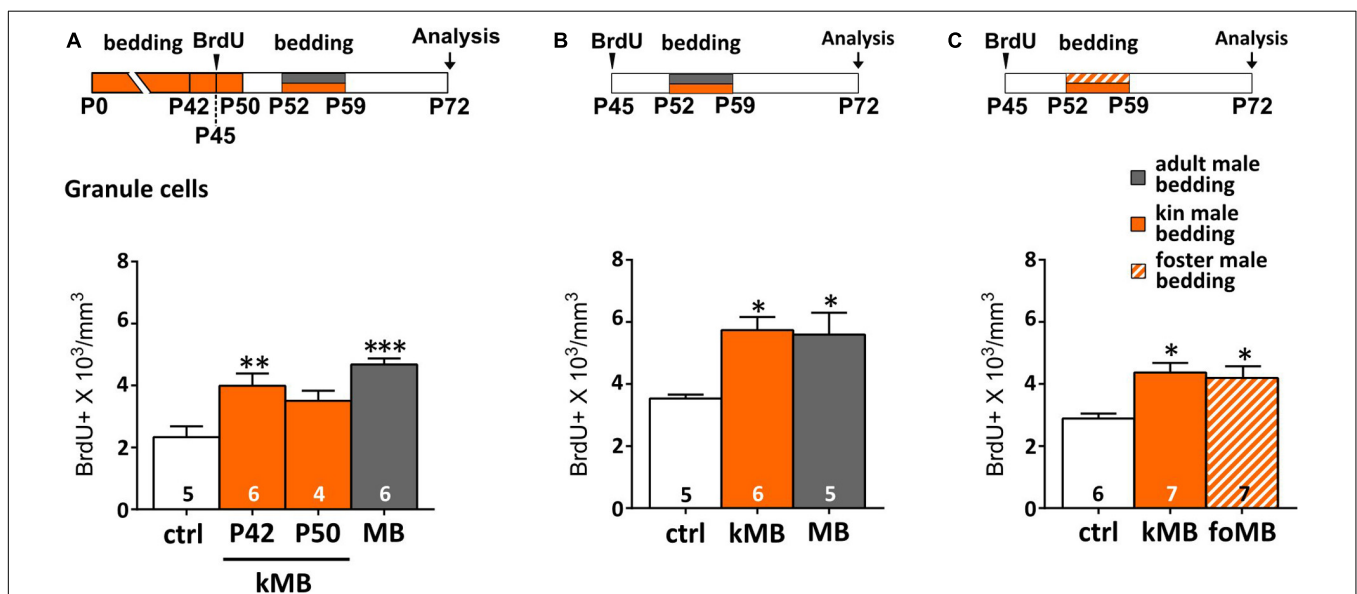 A bedding BrdU bedding Analysis
P0 P42 P50 P52 P59 P72
P45
B BrdU bedding Analysis
P45 P52 P59 P72
C BrdU bedding Analysis
P45 P52 P59 P72
Granule cells
adult male
bedding
kin male
bedding
foster male
bedding
BrdU+ X 10³/mm³
8
6
4
2
0
** ***
5 6 4 6
ctrl P42 P50 MB
kMB
BrdU+ X 10³/mm³
8
6
4
2
0
* *
5 6 5
ctrl kMB MB
BrdU+ X 10³/mm³
8
6
4
2
0
* *
6 7 7
ctrl kMB foMB